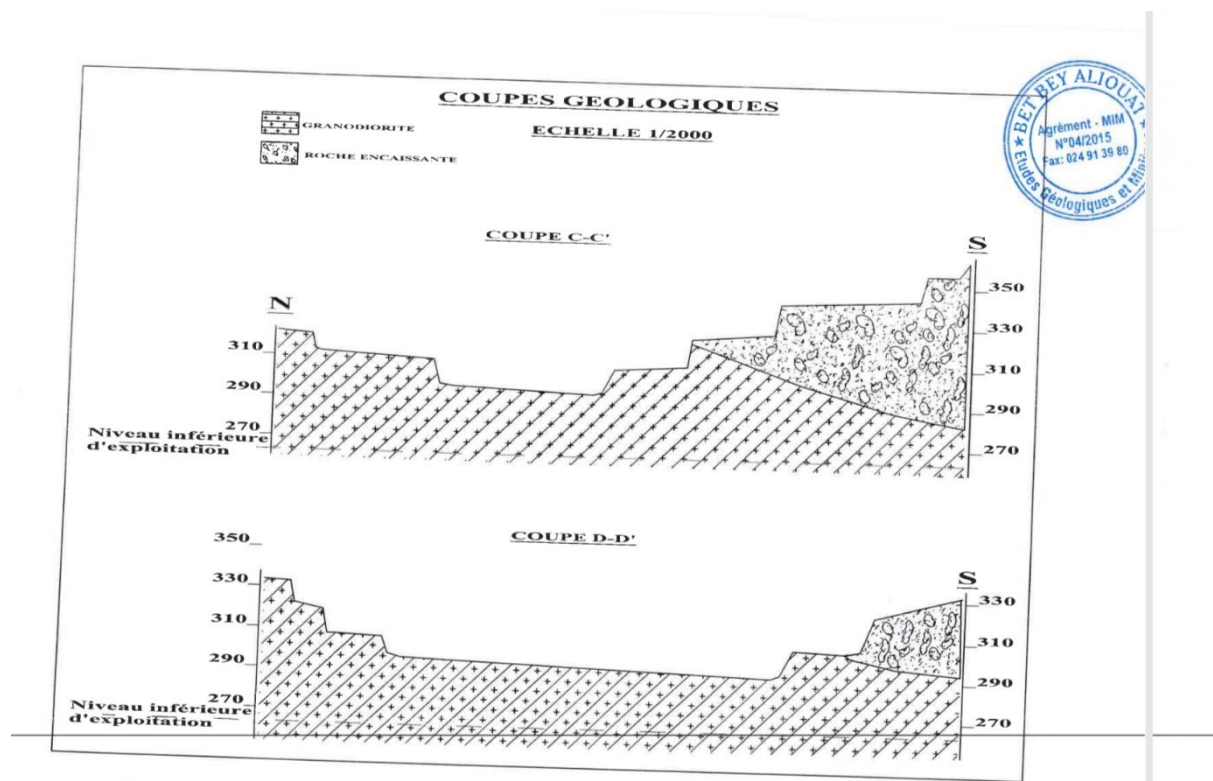 COUPES GEOLOGIQUES
ECHELLE 1/2000
GRANODIORITE
ROCHE ENCAISSANTE
★ BET BEY ALIOUAT ★
Agrément - MIM
N°04/2015
Fax: 024 91 39 80
Etudes Géologiques et
COUPE C-C'
N
S
310
290
270
Niveau inférieure
d'exploitation
350
330
310
290
270
COUPE D-D'
S
350
330
310
290
270
Niveau inférieure
d'exploitation
330
310
290
270